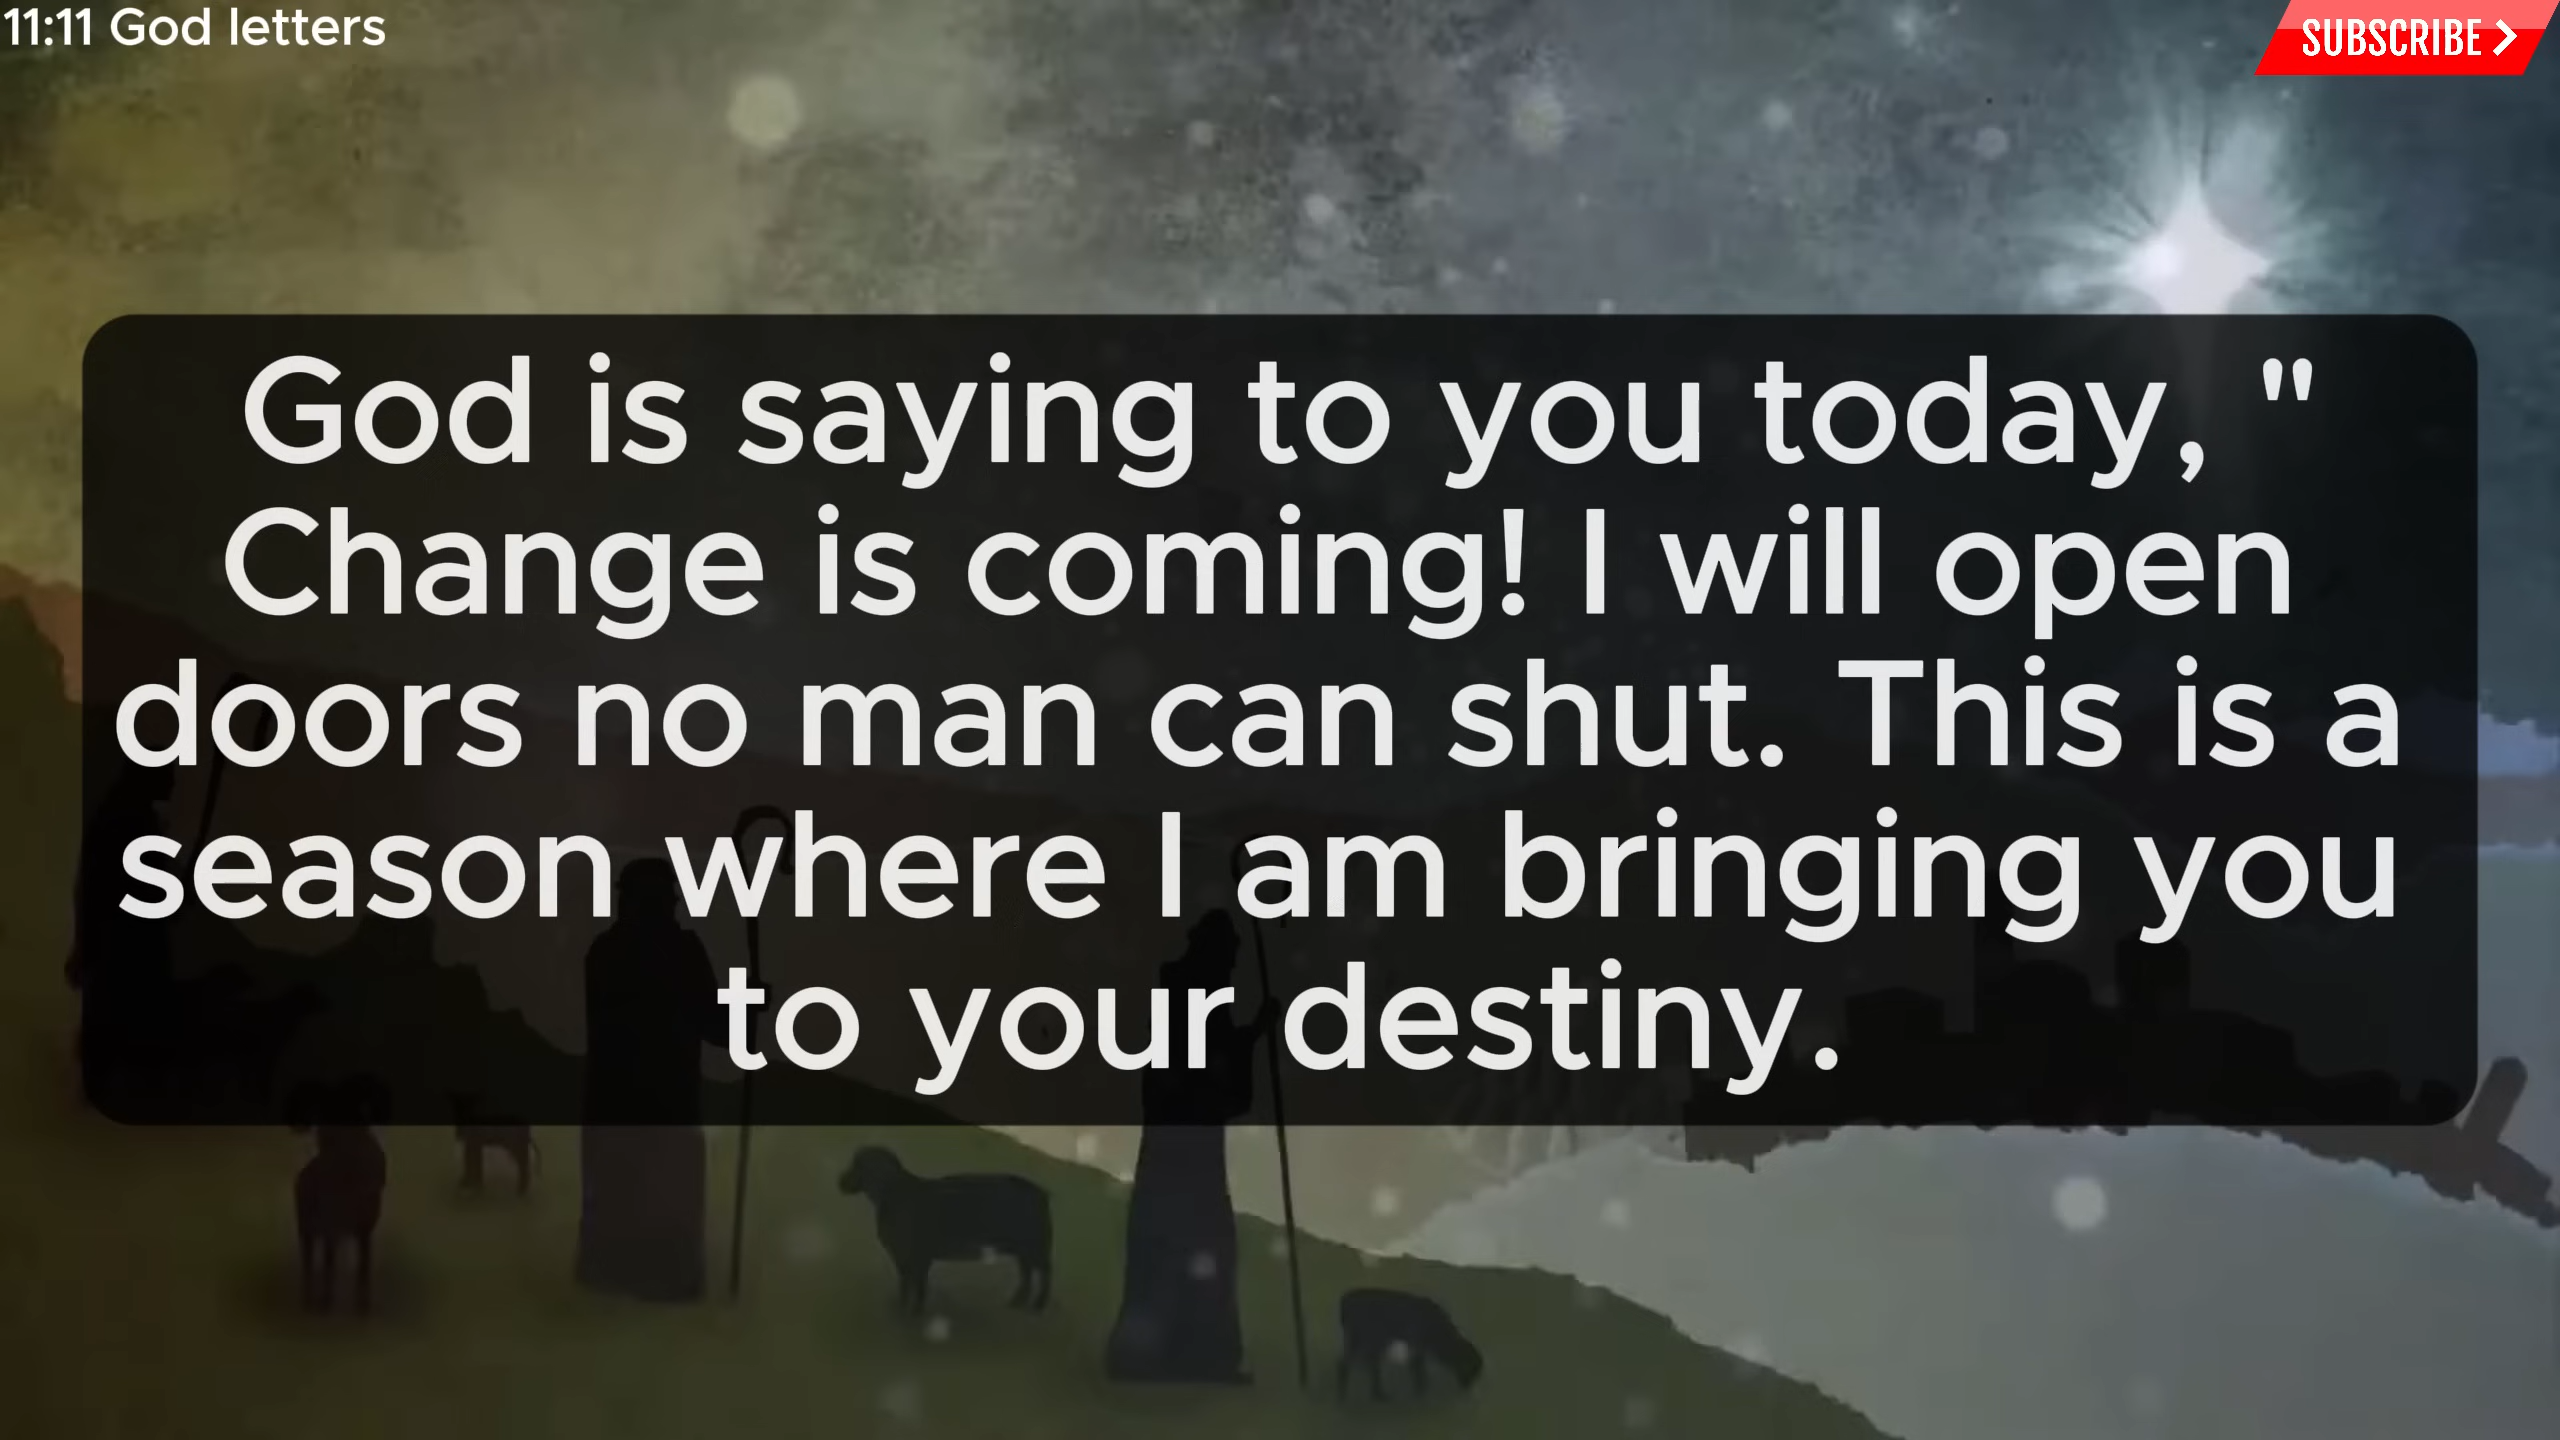 11:11 God letters
SUBSCRIBE
God is saying to you today, "
Change is coming! I will open
doors no man can shut. This is a
season where I am bringing you
to your destiny.